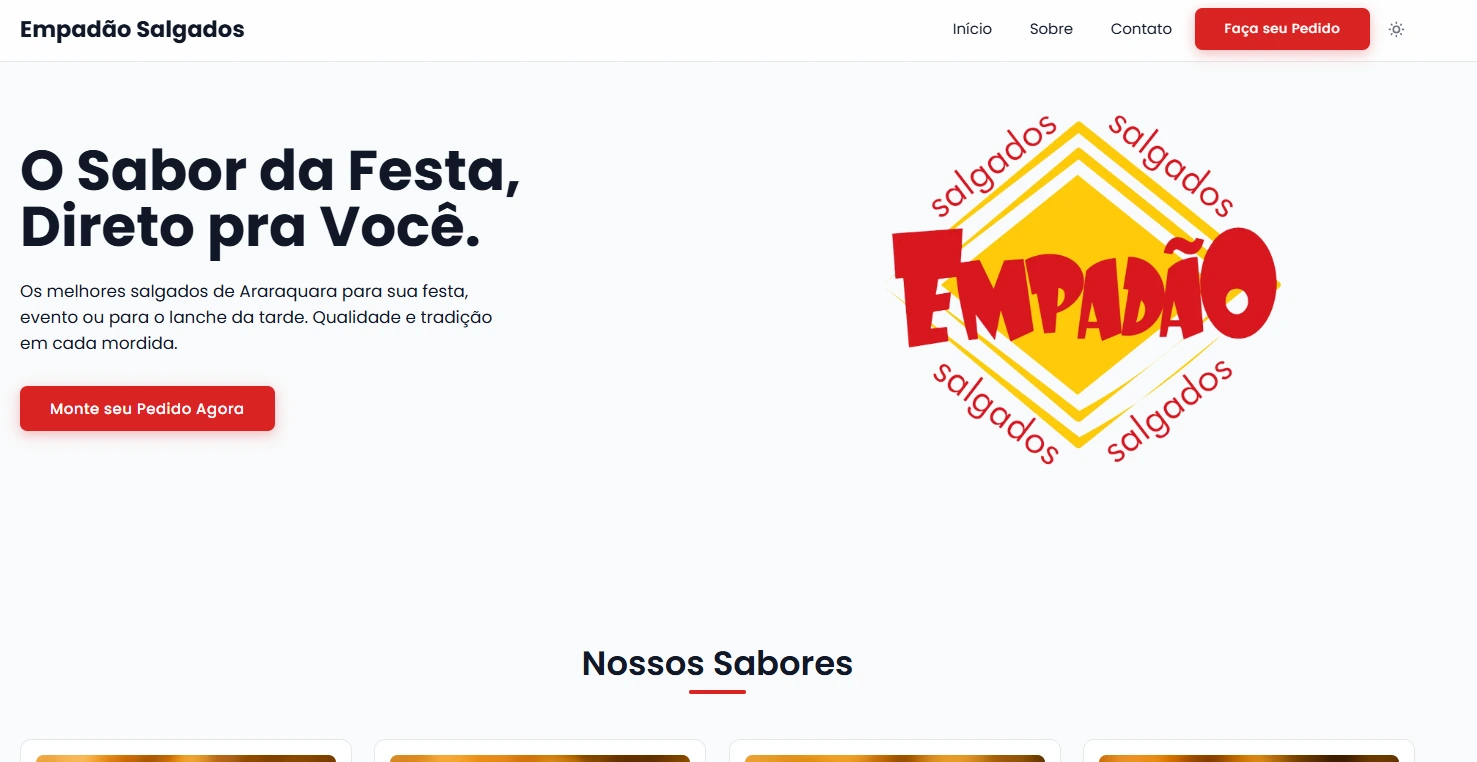 Empadão Salgados
Início
Sobre
Contato
Faça seu Pedido
O Sabor da Festa,
Direto pra Você.
Os melhores salgados de Araraquara para sua festa,
evento ou para o lanche da tarde. Qualidade e tradição
em cada mordida.
Monte seu Pedido Agora
salgados
salgados
EMPADÃO
salgados
salgados
Nossos Sabores